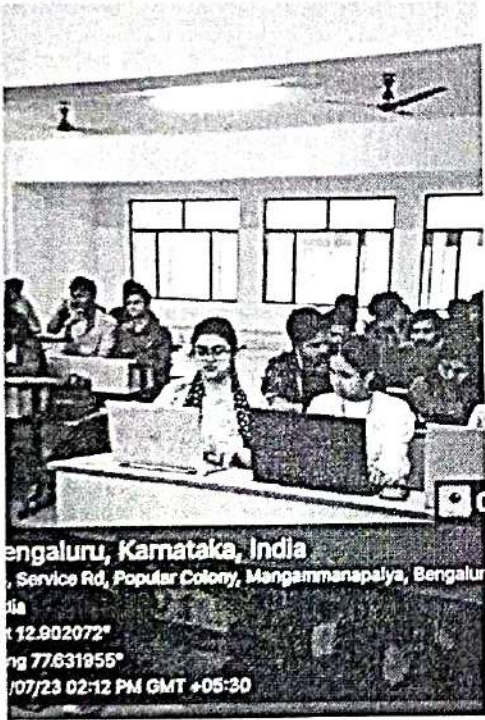 engaluru, Karnataka, India
, Service Rd, Popular Colony, Mangammanapalya, Bengalur
dia
t 12.902072°
ng 77.631955°
/07/23 02:12 PM GMT +05:30